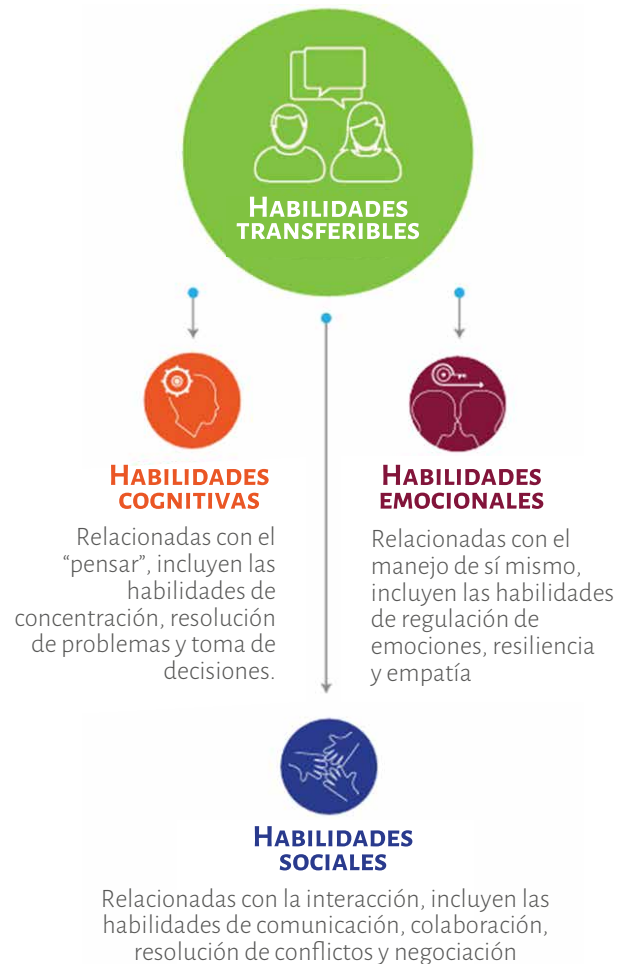 HABILIDADES
TRANSFERIBLES
HABILIDADES
COGNITIVAS
Relacionadas con el
“pensar”, incluyen las
habilidades de
concentración, resolución
de problemas y toma de
decisiones.
HABILIDADES
EMOCIONALES
Relacionadas con el
manejo de sí mismo,
incluyen las habilidades
de regulación de
emociones, resiliencia
y empatía
HABILIDADES
SOCIALES
Relacionadas con la interacción, incluyen las
habilidades de comunicación, colaboración,
resolución de conflictos y negociación